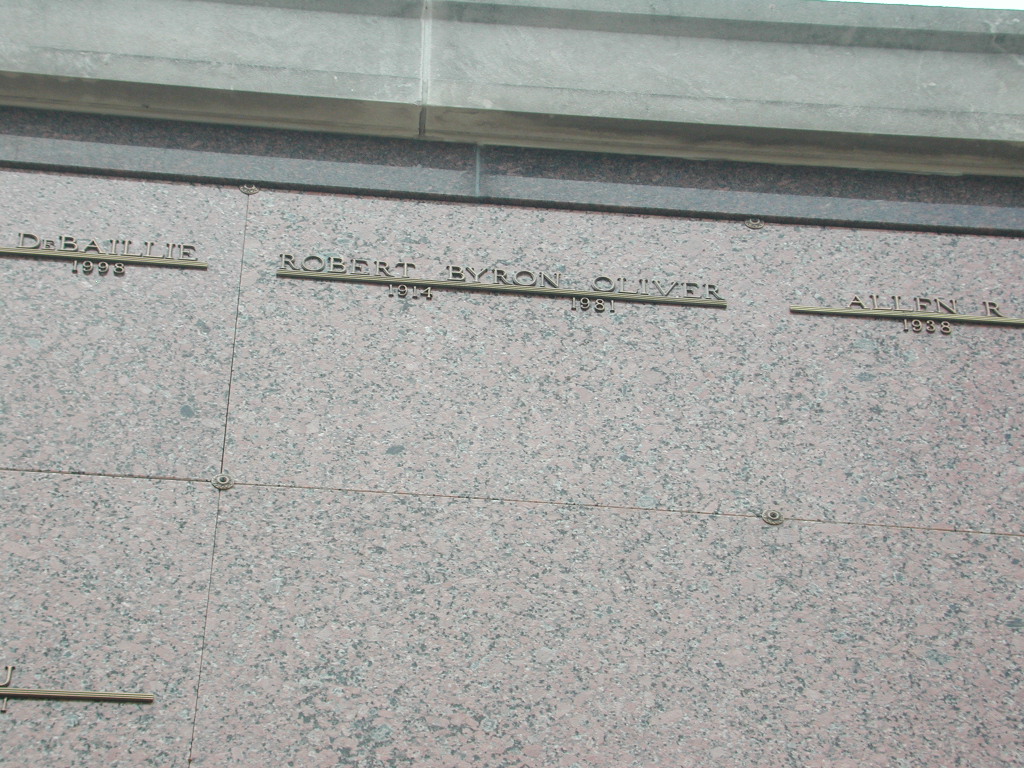 DeBAILLIE
1998
ROBERT BYRON OLIVER
1914 1981
ALLEN R
1938